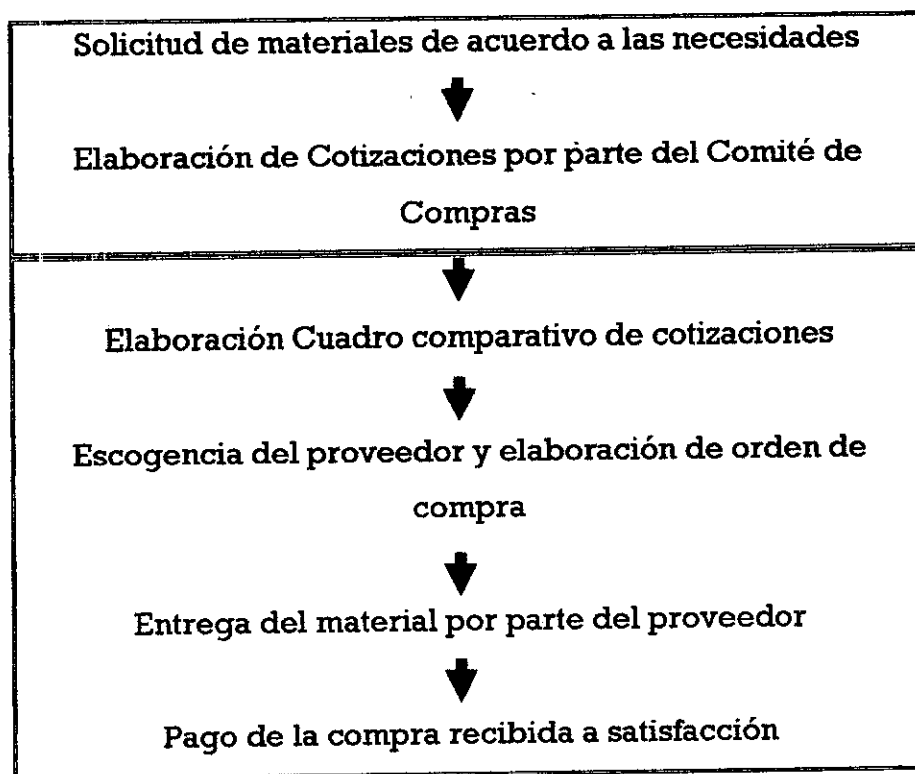 Solicitud de materiales de acuerdo a las necesidades
Elaboración de Cotizaciones por parte del Comité de
Compras
Elaboración Cuadro comparativo de cotizaciones
Escogencia del proveedor y elaboración de orden de
compra
Entrega del material por parte del proveedor
Pago de la compra recibida a satisfacción